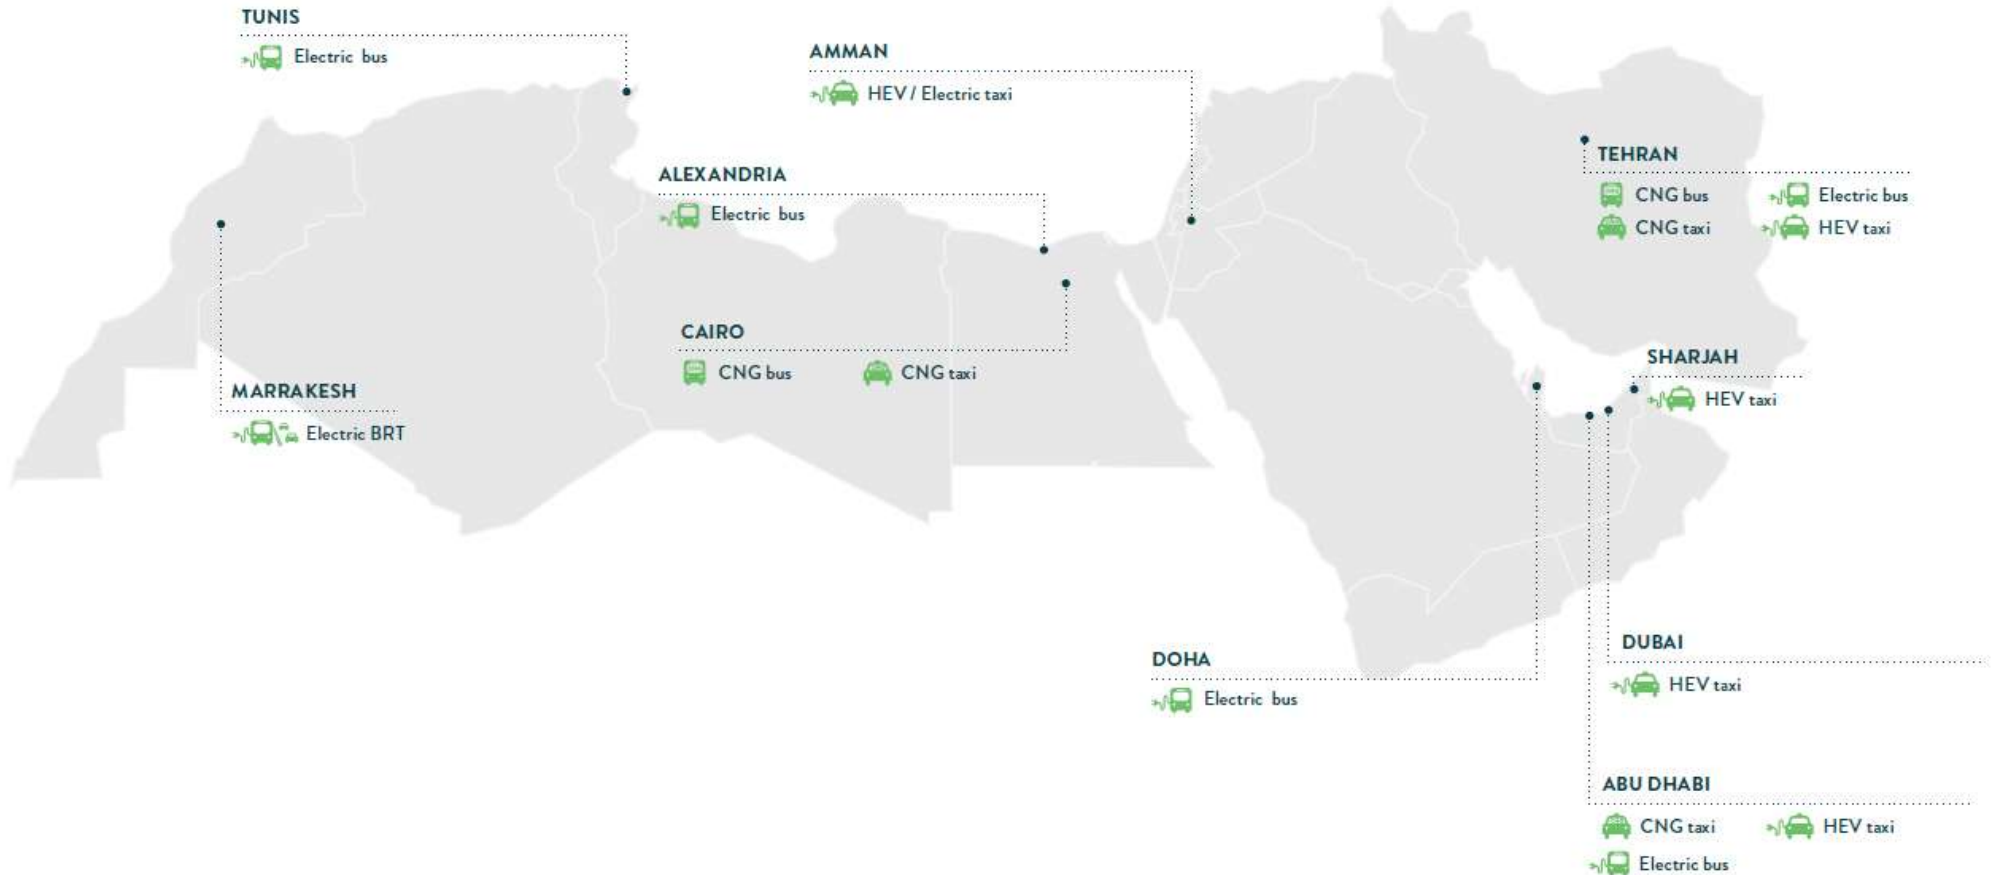 TUNIS
Electric bus
AMMAN
HEV / Electric taxi
ALEXANDRIA
Electric bus
TEHRAN
CNG bus
Electric bus
CNG taxi
HEV taxi
CAIRO
CNG bus
CNG taxi
SHARJAH
HEV taxi
MARRAKESH
Electric BRT
DOHA
Electric bus
DUBAI
HEV taxi
ABU DHABI
CNG taxi
HEV taxi
Electric bus